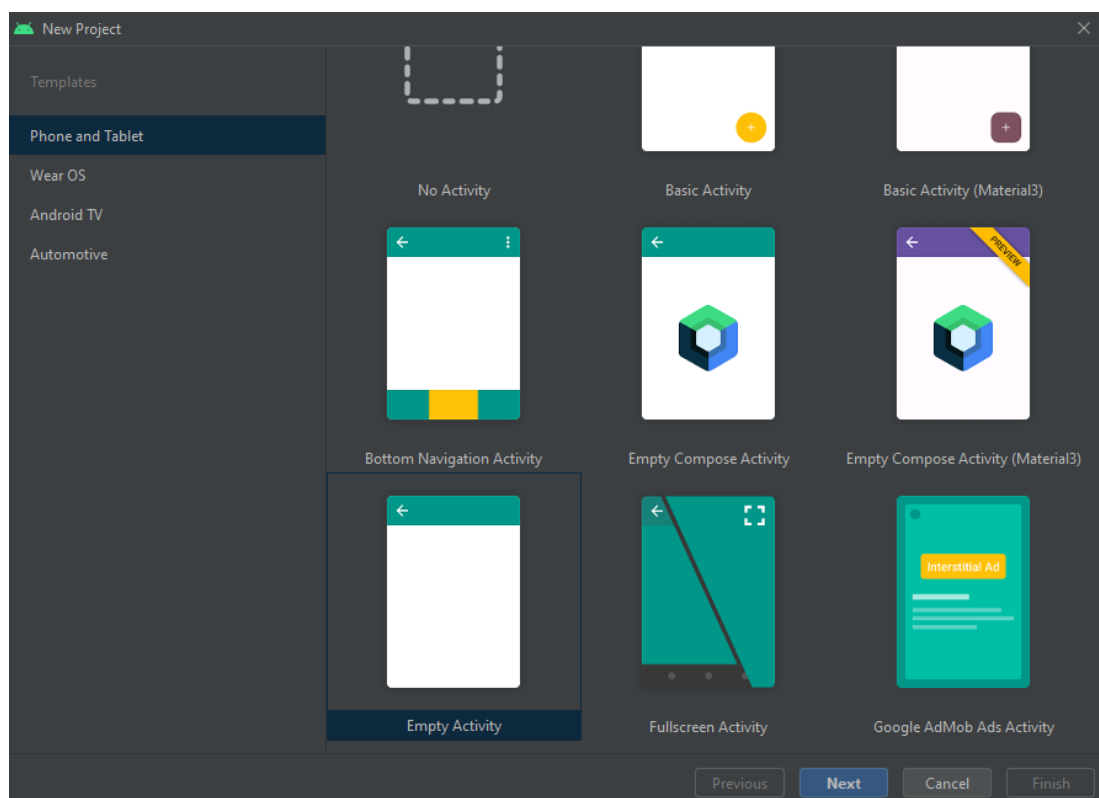 New Project
Templates
Phone and Tablet
Wear OS
Android TV
Automotive
No Activity
Basic Activity
Basic Activity (Material3)
PREVIEW
Bottom Navigation Activity
Empty Compose Activity
Empty Compose Activity (Material3)
Interstitial Ad
Empty Activity
Fullscreen Activity
Google AdMob Ads Activity
Previous
Next
Cancel
Finish